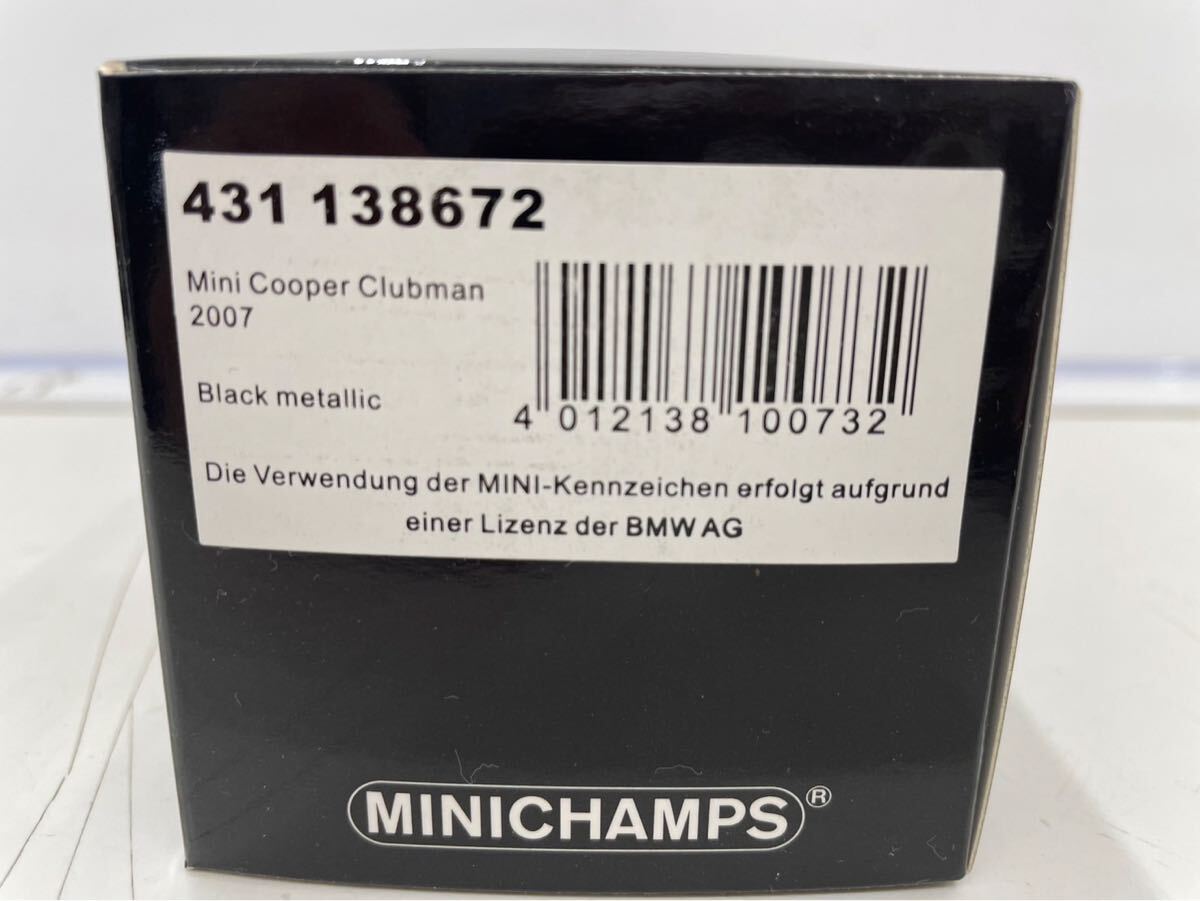 431 138672
Mini Cooper Clubman
2007
Black metallic
4 012138 100732
Die Verwendung der MINI-Kennzeichen erfolgt aufgrund
einer Lizenz der BMW AG
MINICHAMPS®